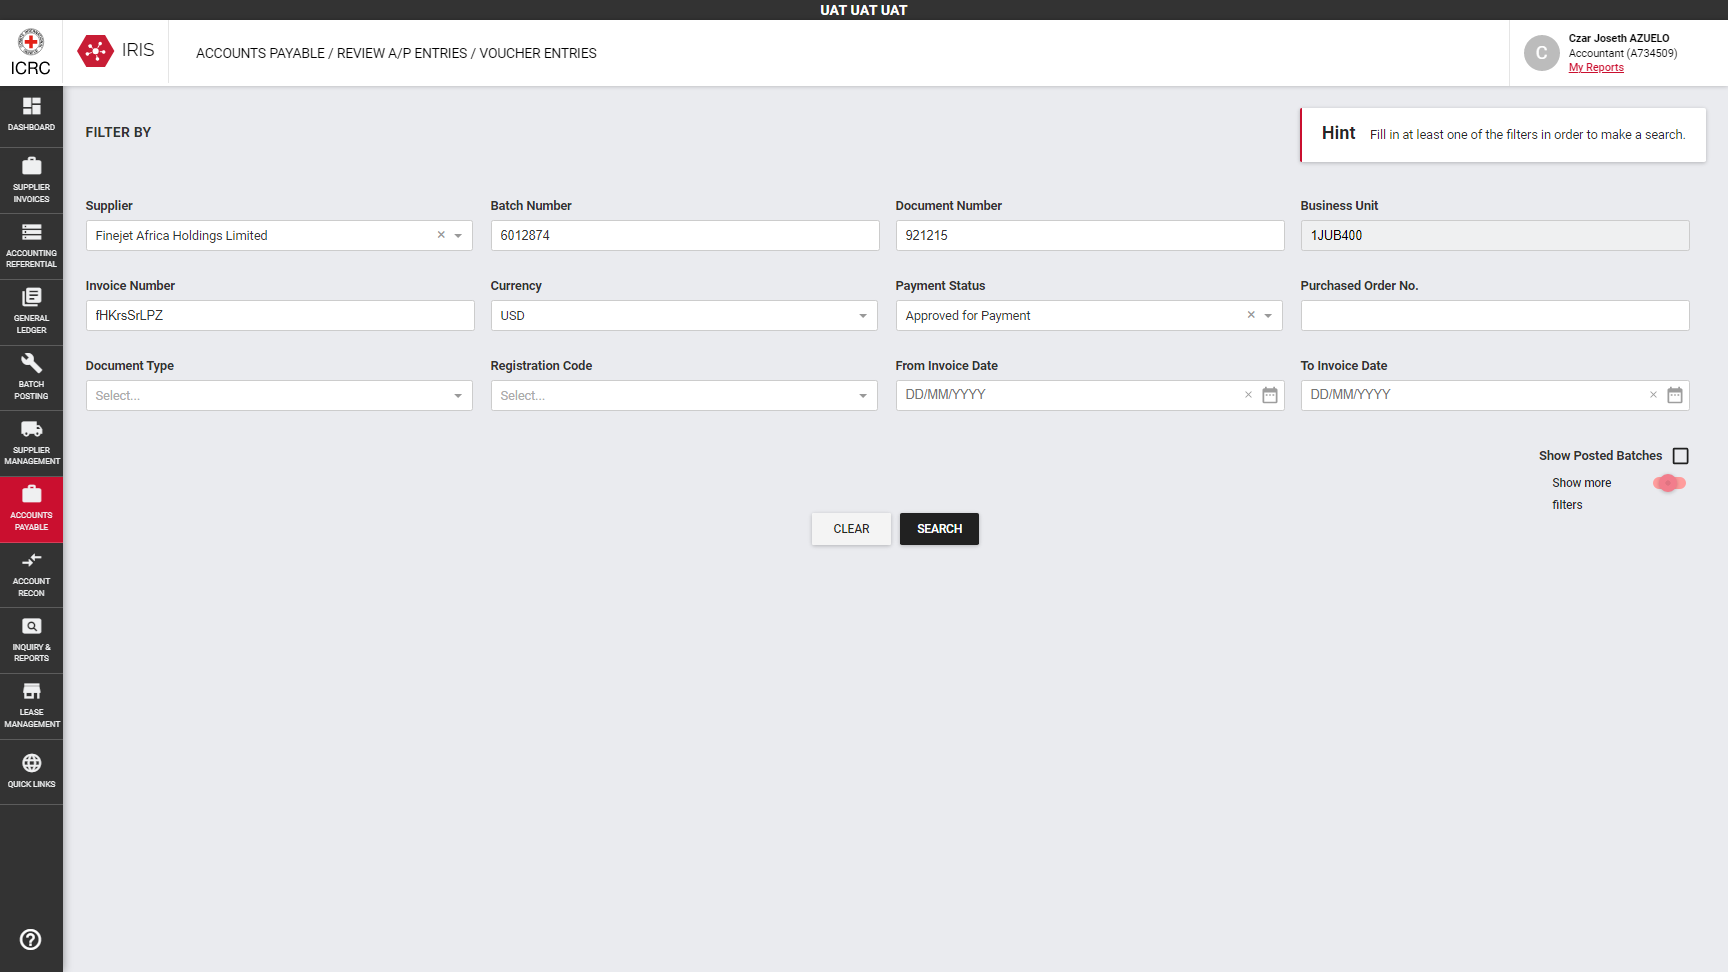 UAT UAT UAT
ICRC
IRIS
ACCOUNTS PAYABLE / REVIEW A/P ENTRIES / VOUCHER ENTRIES
C
Czar Joseth AZUELO
Accountant (A734509)
My Reports
DASHBOARD
SUPPLIER
INVOICES
ACCOUNTING
REFERENTIAL
GENERAL
LEDGER
BATCH
POSTING
SUPPLIER
MANAGEMENT
ACCOUNTS
PAYABLE
ACCOUNT
RECON
INQUIRY &
REPORTS
LEASE
MANAGEMENT
QUICK LINKS
FILTER BY
Hint Fill in at least one of the filters in order to make a search.
Supplier Batch Number Document Number Business Unit
Finejet Africa Holdings Limited 6012874 921215 1JUB400
Invoice Number Currency Payment Status Purchased Order No.
fHKrsSrLPZ USD Approved for Payment
Document Type Registration Code From Invoice Date To Invoice Date
Select... Select... DD/MM/YYYY DD/MM/YYYY
Show Posted Batches
Show more
filters
CLEAR SEARCH